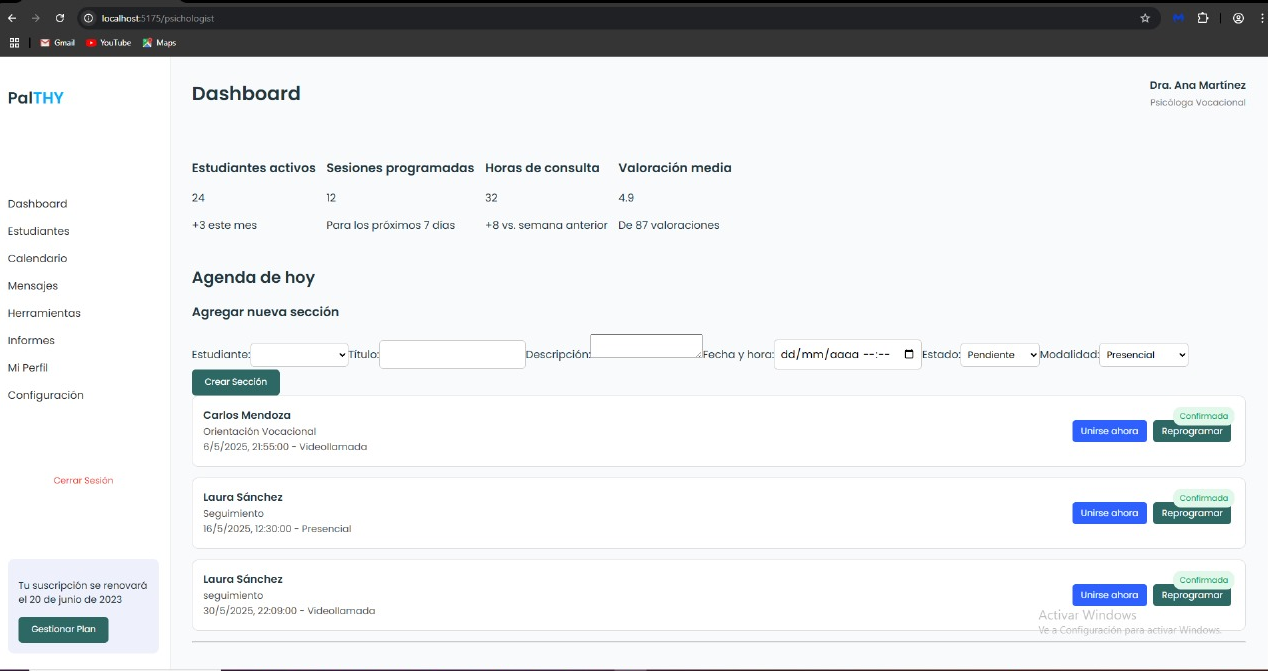 localhost:5175/psichologist
Gmail YouTube Maps
PalTHY
Dashboard
Estudiantes
Calendario
Mensajes
Herramientas
Informes
Mi Perfil
Configuración
Cerrar Sesión
Tu suscripción se renovará
el 20 de junio de 2023
Gestionar Plan
Dashboard
Dra. Ana Martínez
Psicóloga Vocacional
Estudiantes activos Sesiones programadas Horas de consulta Valoración media
24 12 32 4.9
+3 este mes Para los próximos 7 días +8 vs. semana anterior De 87 valoraciones
Agenda de hoy
Agregar nueva sección
Estudiante: Título: Descripción: Fecha y hora: dd/mm/aaaa --:-- Estado: Pendiente Modalidad: Presencial
Crear Sección
Carlos Mendoza
Orientación Vocacional
6/5/2025, 21:55:00 - Videollamada
Confirmada
Unirse ahora Reprogramar
Laura Sánchez
Seguimiento
16/5/2025, 12:30:00 - Presencial
Confirmada
Unirse ahora Reprogramar
Laura Sánchez
seguimiento
30/5/2025, 22:09:00 - Videollamada
Confirmada
Unirse ahora Reprogramar
Activar Windows
Ve a Configuración para activar Windows.